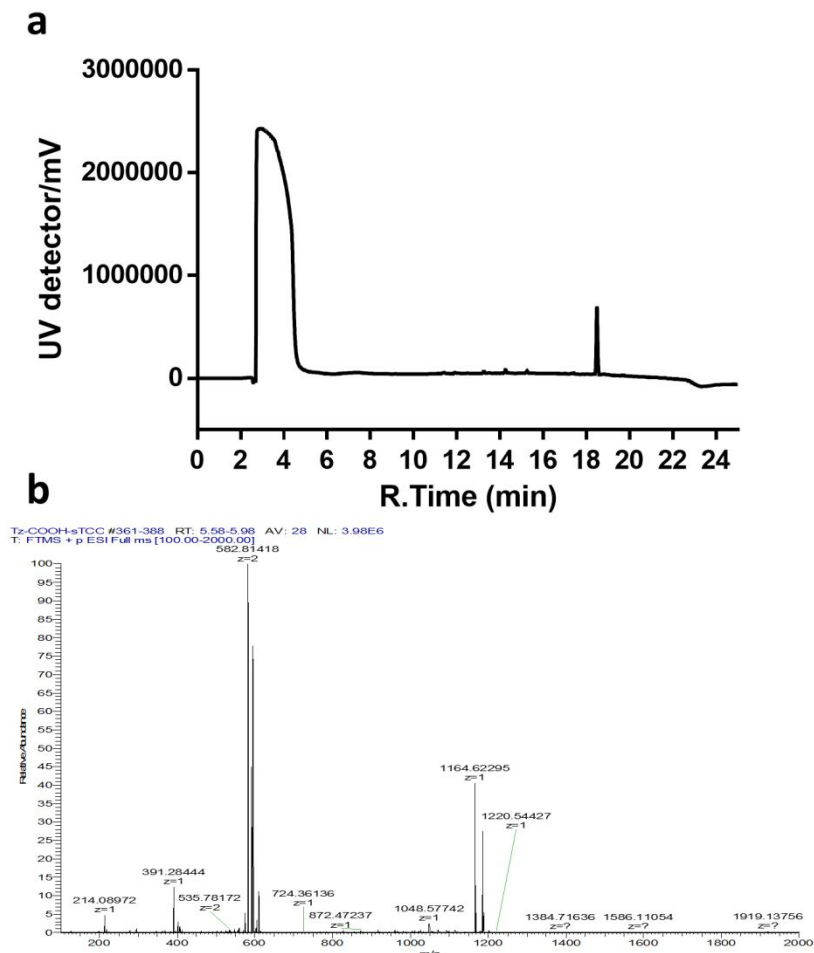 a
3000000
2000000
1000000
0
UV detector/mV
0 2 4 6 8 10 12 14 16 18 20 22 24
R.Time (min)
b
Tz-COOH-sTCC #361-388 RT: 5.58-5.98 AV: 28 NL: 3.98E6
T: FTMS + p ESI Full ms [100.00-2000.00]
582.81418
z=2
100
95
90
85
80
75
70
65
60
55
50
45
40
35
30
25
20
15
10
5
0
Relative Abundance
1164.62295
z=1
1220.54427
z=1
391.28444
z=1
214.08972
z=1
535.78172
z=2
724.36136
z=1
872.47237
z=1
1048.57742
z=1
1384.71636
z=?
1586.11054
z=?
1919.13756
z=?
200 400 600 800 1000 1200 1400 1600 1800 2000
m/z